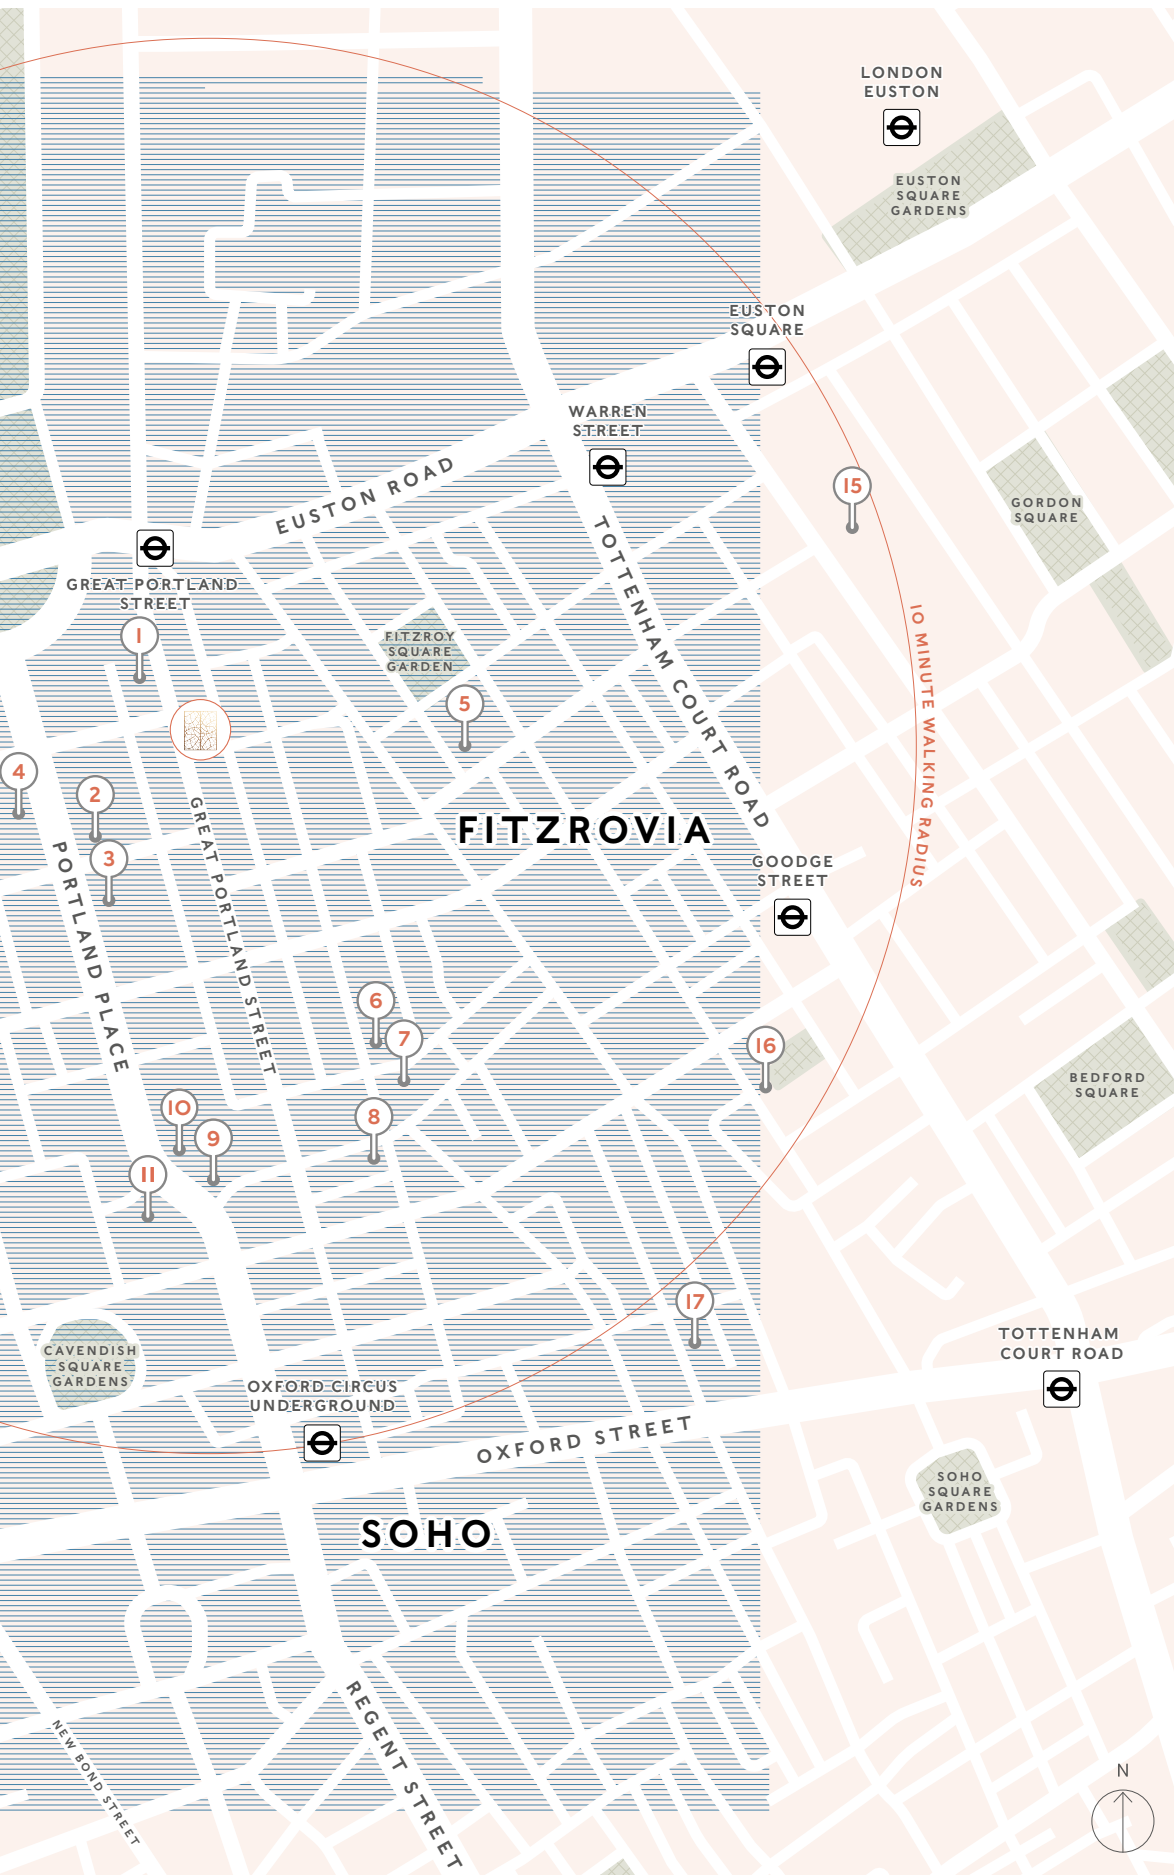 LONDON
EUSTON
EUSTON
SQUARE
GARDENS
EUSTON
SQUARE
WARREN
STREET
EUSTON ROAD
15
GORDON
SQUARE
TOTTENHAM COURT ROAD
GREAT PORTLAND
STREET
1
FITZROY
SQUARE
GARDEN
10 MINUTE WALKING RADIUS
5
4
2
3
PORTLAND PLACE
GREAT PORTLAND STREET
FITZROVIA
GOODGE
STREET
6
7
16
BEDFORD
SQUARE
10
8
9
11
17
TOTTENHAM
COURT ROAD
CAVENDISH
SQUARE
GARDENS
OXFORD CIRCUS
UNDERGROUND
OXFORD STREET
SOHO
SQUARE
GARDENS
SOHO
NEW BOND STREET
REGENT STREET
N